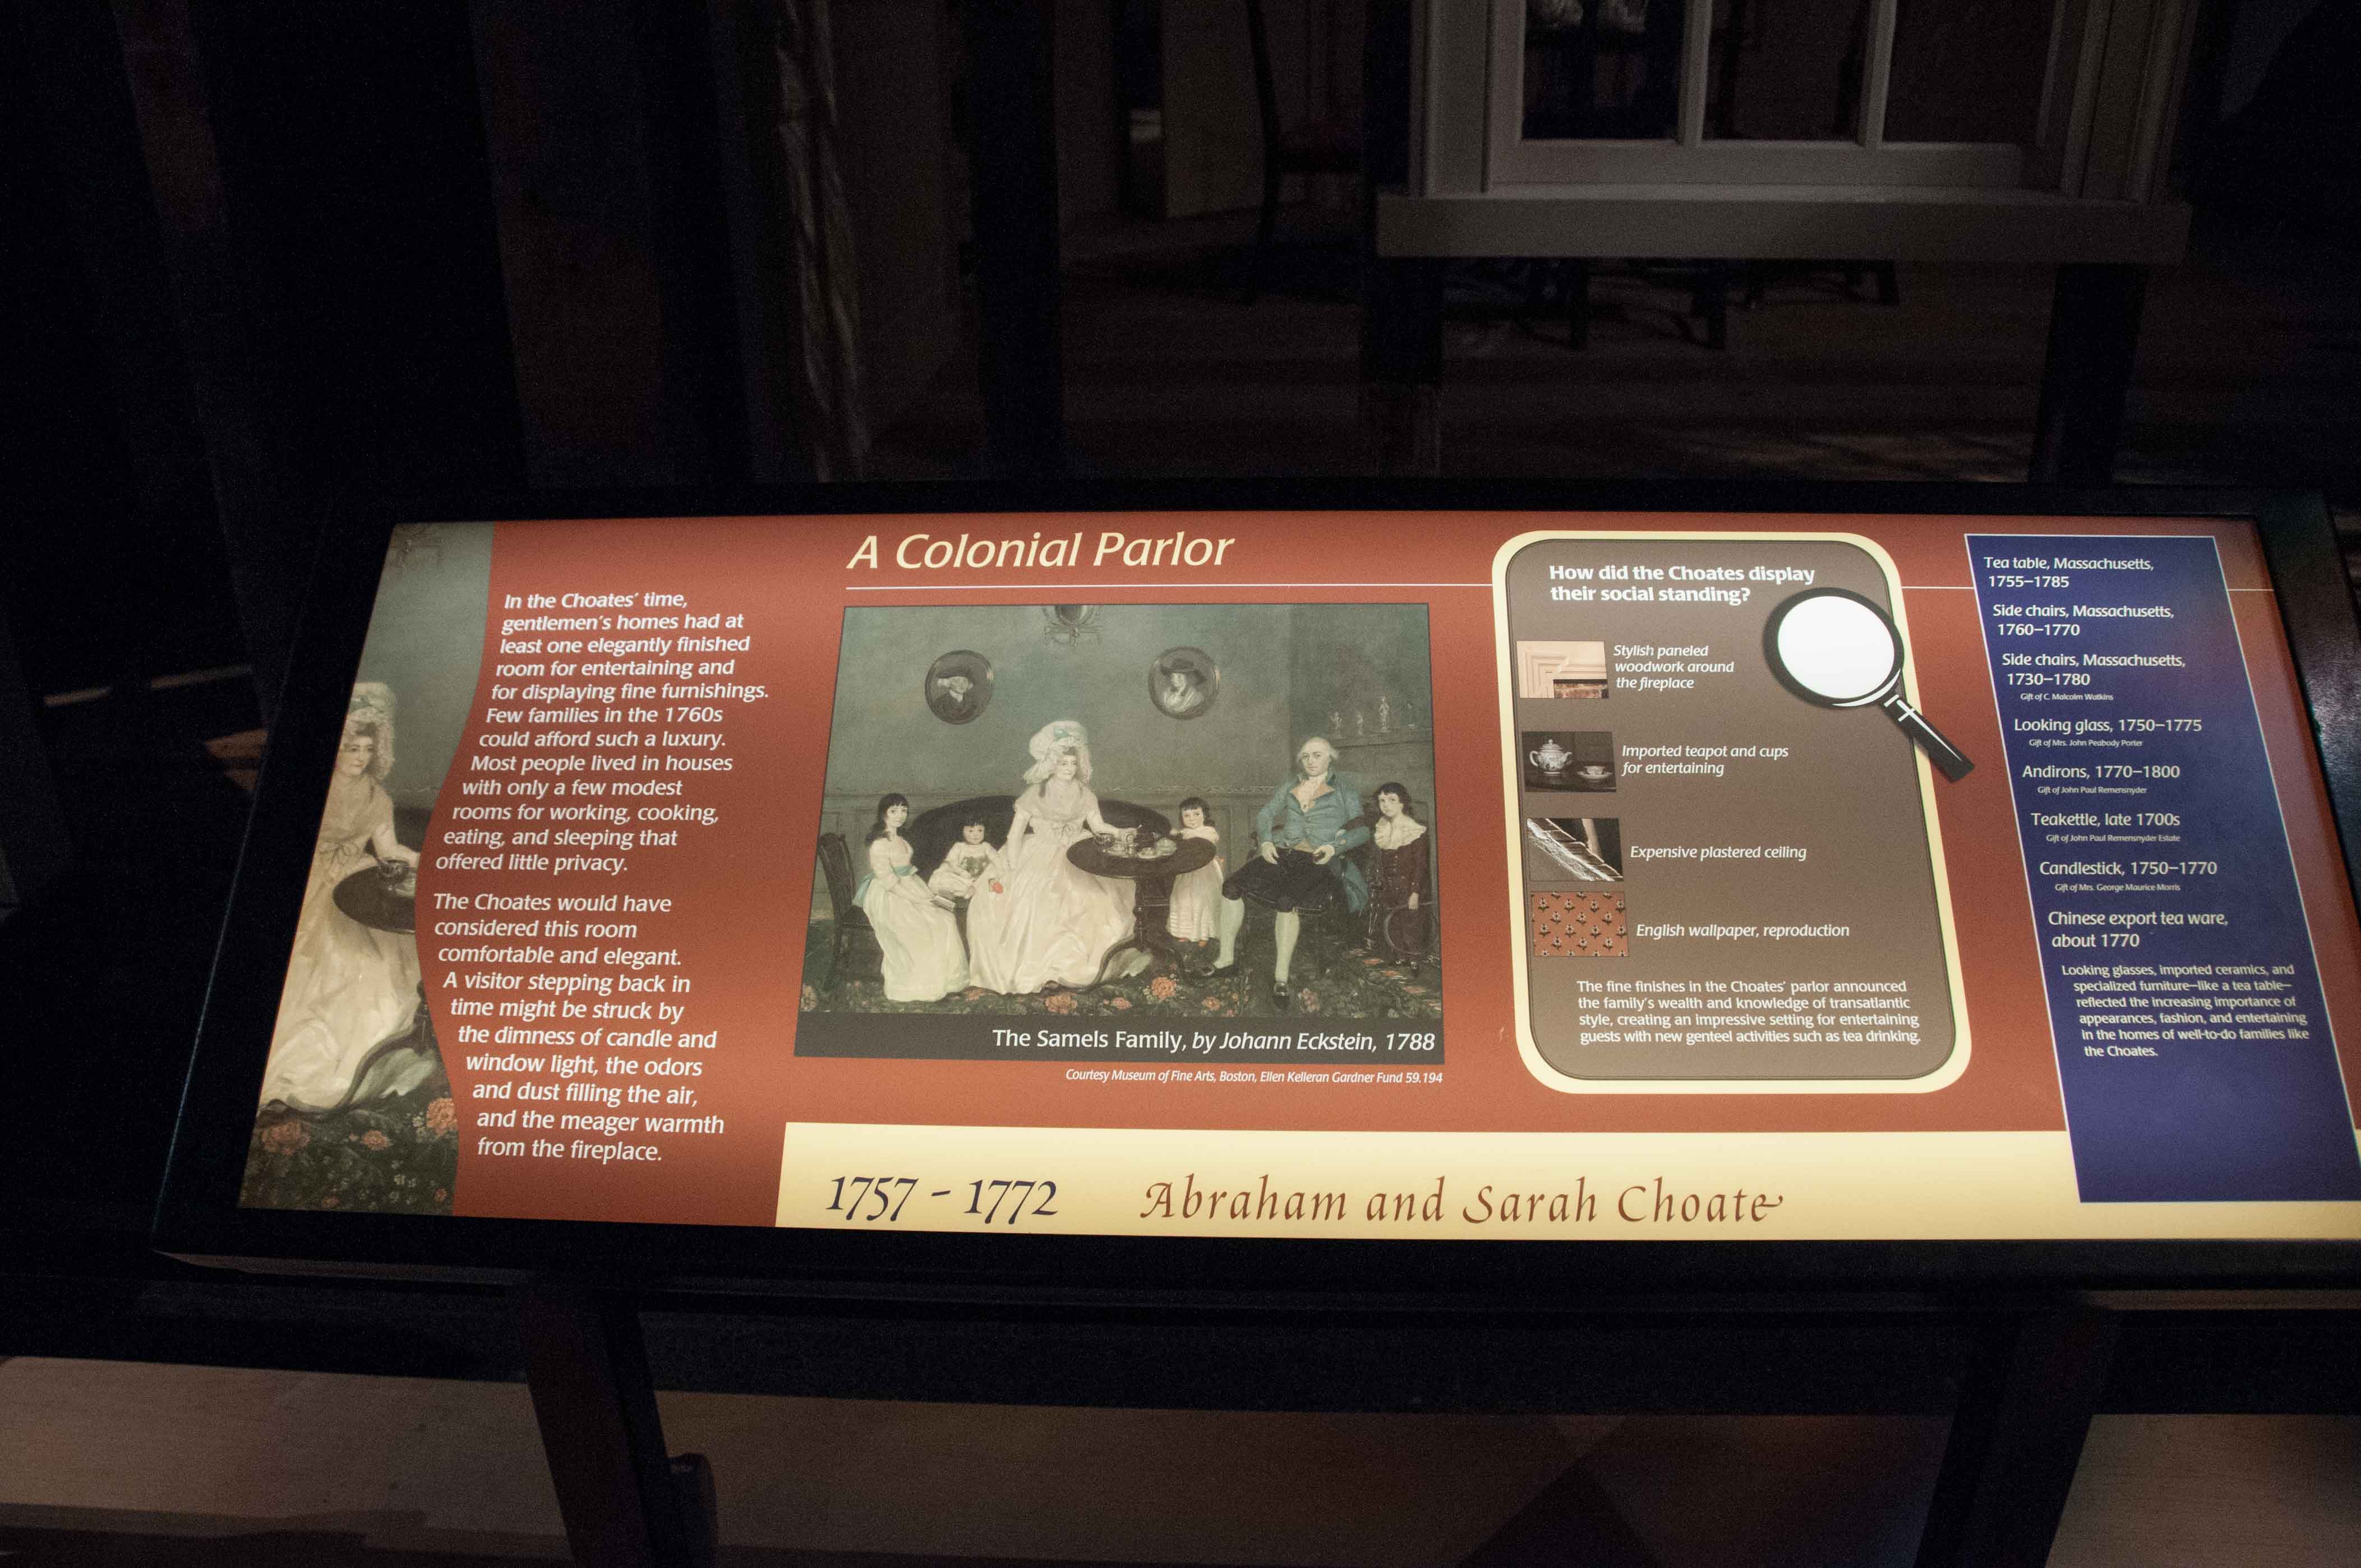 A Colonial Parlor
In the Choates' time,
gentlemen's homes had at
least one elegantly finished
room for entertaining and
for displaying fine furnishings.
Few families in the 1760s
could afford such a luxury.
Most people lived in houses
with only a few modest
rooms for working, cooking,
eating, and sleeping that
offered little privacy.
The Choates would have
considered this room
comfortable and elegant.
A visitor stepping back in
time might be struck by
the dimness of candle and
window light, the odors
and dust filling the air,
and the meager warmth
from the fireplace.
The Samels Family, by Johann Eckstein, 1788
Courtesy Museum of Fine Arts, Boston, Ellen Kelleran Gardner Fund 59.194
How did the Choates display
their social standing?
Stylish paneled
woodwork around
the fireplace
Imported teapot and cups
for entertaining
Expensive plastered ceiling
English wallpaper, reproduction
The fine finishes in the Choates' parlor announced
the family's wealth and knowledge of transatlantic
style, creating an impressive setting for entertaining
guests with new genteel activities such as tea drinking.
Tea table, Massachusetts,
1755–1785
Side chairs, Massachusetts,
1760–1770
Side chairs, Massachusetts,
1730–1780
Gift of C. Malcolm Watkins
Looking glass, 1750–1775
Gift of Mrs. John Peabody Porter
Andirons, 1770–1800
Gift of John Paul Remensnyder
Teakettle, late 1700s
Gift of John Paul Remensnyder Estate
Candlestick, 1750–1770
Gift of Mrs. George Maurice Morris
Chinese export tea ware,
about 1770
Looking glasses, imported ceramics, and
specialized furniture—like a tea table—
reflected the increasing importance of
appearances, fashion, and entertaining
in the homes of well-to-do families like
the Choates.
1757 – 1772 Abraham and Sarah Choate